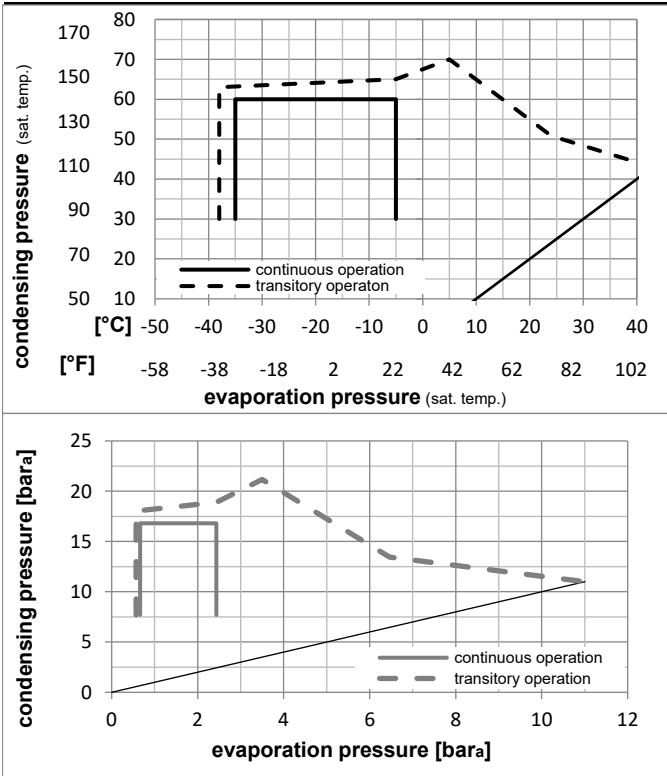 condensing pressure (sat. temp.)
170 80
150 70
60
130 50
110 40
90 30
70 20
50 10
continuous operation
transitory operaton
[°C] -50 -40 -30 -20 -10 0 10 20 30 40
[°F] -58 -38 -18 2 22 42 62 82 102
evaporation pressure (sat. temp.)
condensing pressure [bara]
25
20
15
10
5
0
continuous operation
transitory operation
0 2 4 6 8 10 12
evaporation pressure [bara]